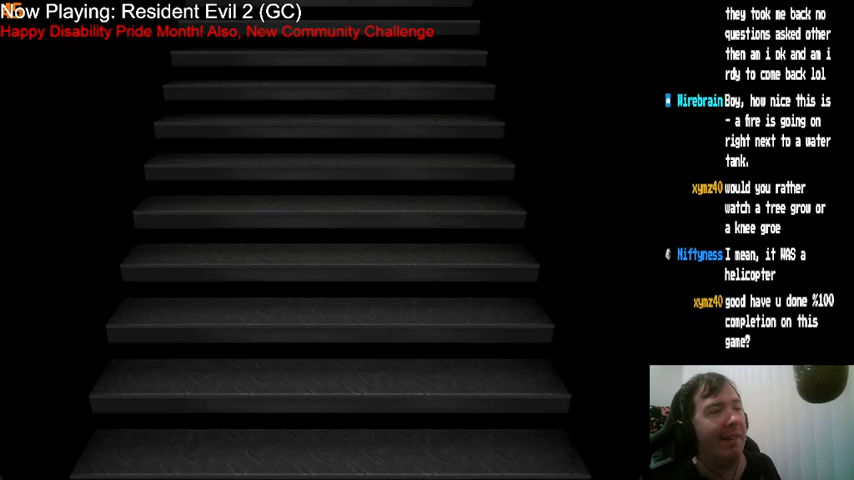 Now Playing: Resident Evil 2 (GC)
Happy Disability Pride Month! Also, New Community Challenge
they took me back no
questions asked other
then am i ok and am i
rdy to come back lol
Wirebrain Boy, how nice this is
- a fire is going on
right next to a water
tank.
xymz40 would you rather
watch a tree grow or
a knee groe
Niftyness I mean, it WAS a
helicopter
xymz40 good have u done %100
completion on this
game?